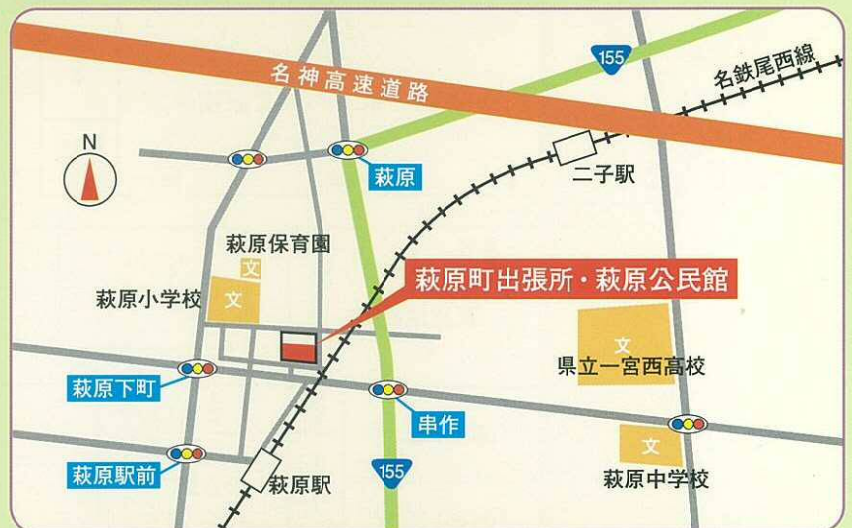 155
名鉄尾西線
名神高速道路
N
萩原
二子駅
萩原保育園
文
萩原町出張所・萩原公民館
萩原小学校
文
文
県立一宮西高校
萩原下町
串作
文
萩原駅前
萩原駅
155
萩原中学校